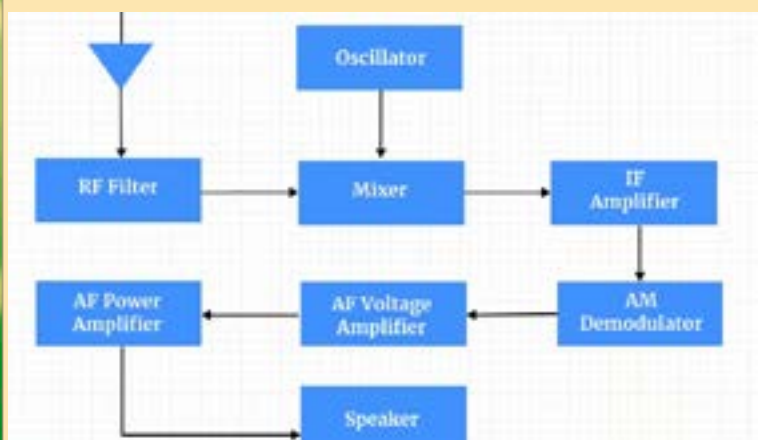 Oscillator
RF Filter
Mixer
IF
Amplifier
AF Power
Amplifier
AF Voltage
Amplifier
AM
Demodulator
Speaker